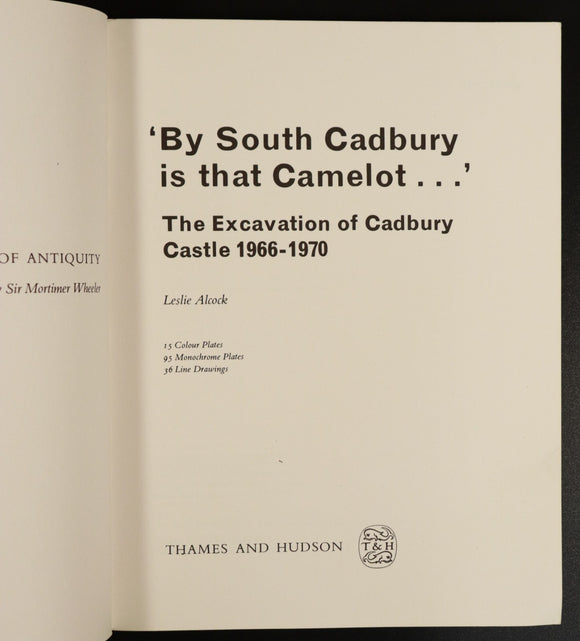 OF ANTIQUITY
Sir Mortimer Wheeler
‘By South Cadbury
is that Camelot . . .’
The Excavation of Cadbury
Castle 1966-1970
Leslie Alcock
15 Colour Plates
95 Monochrome Plates
36 Line Drawings
THAMES AND HUDSON
T & H